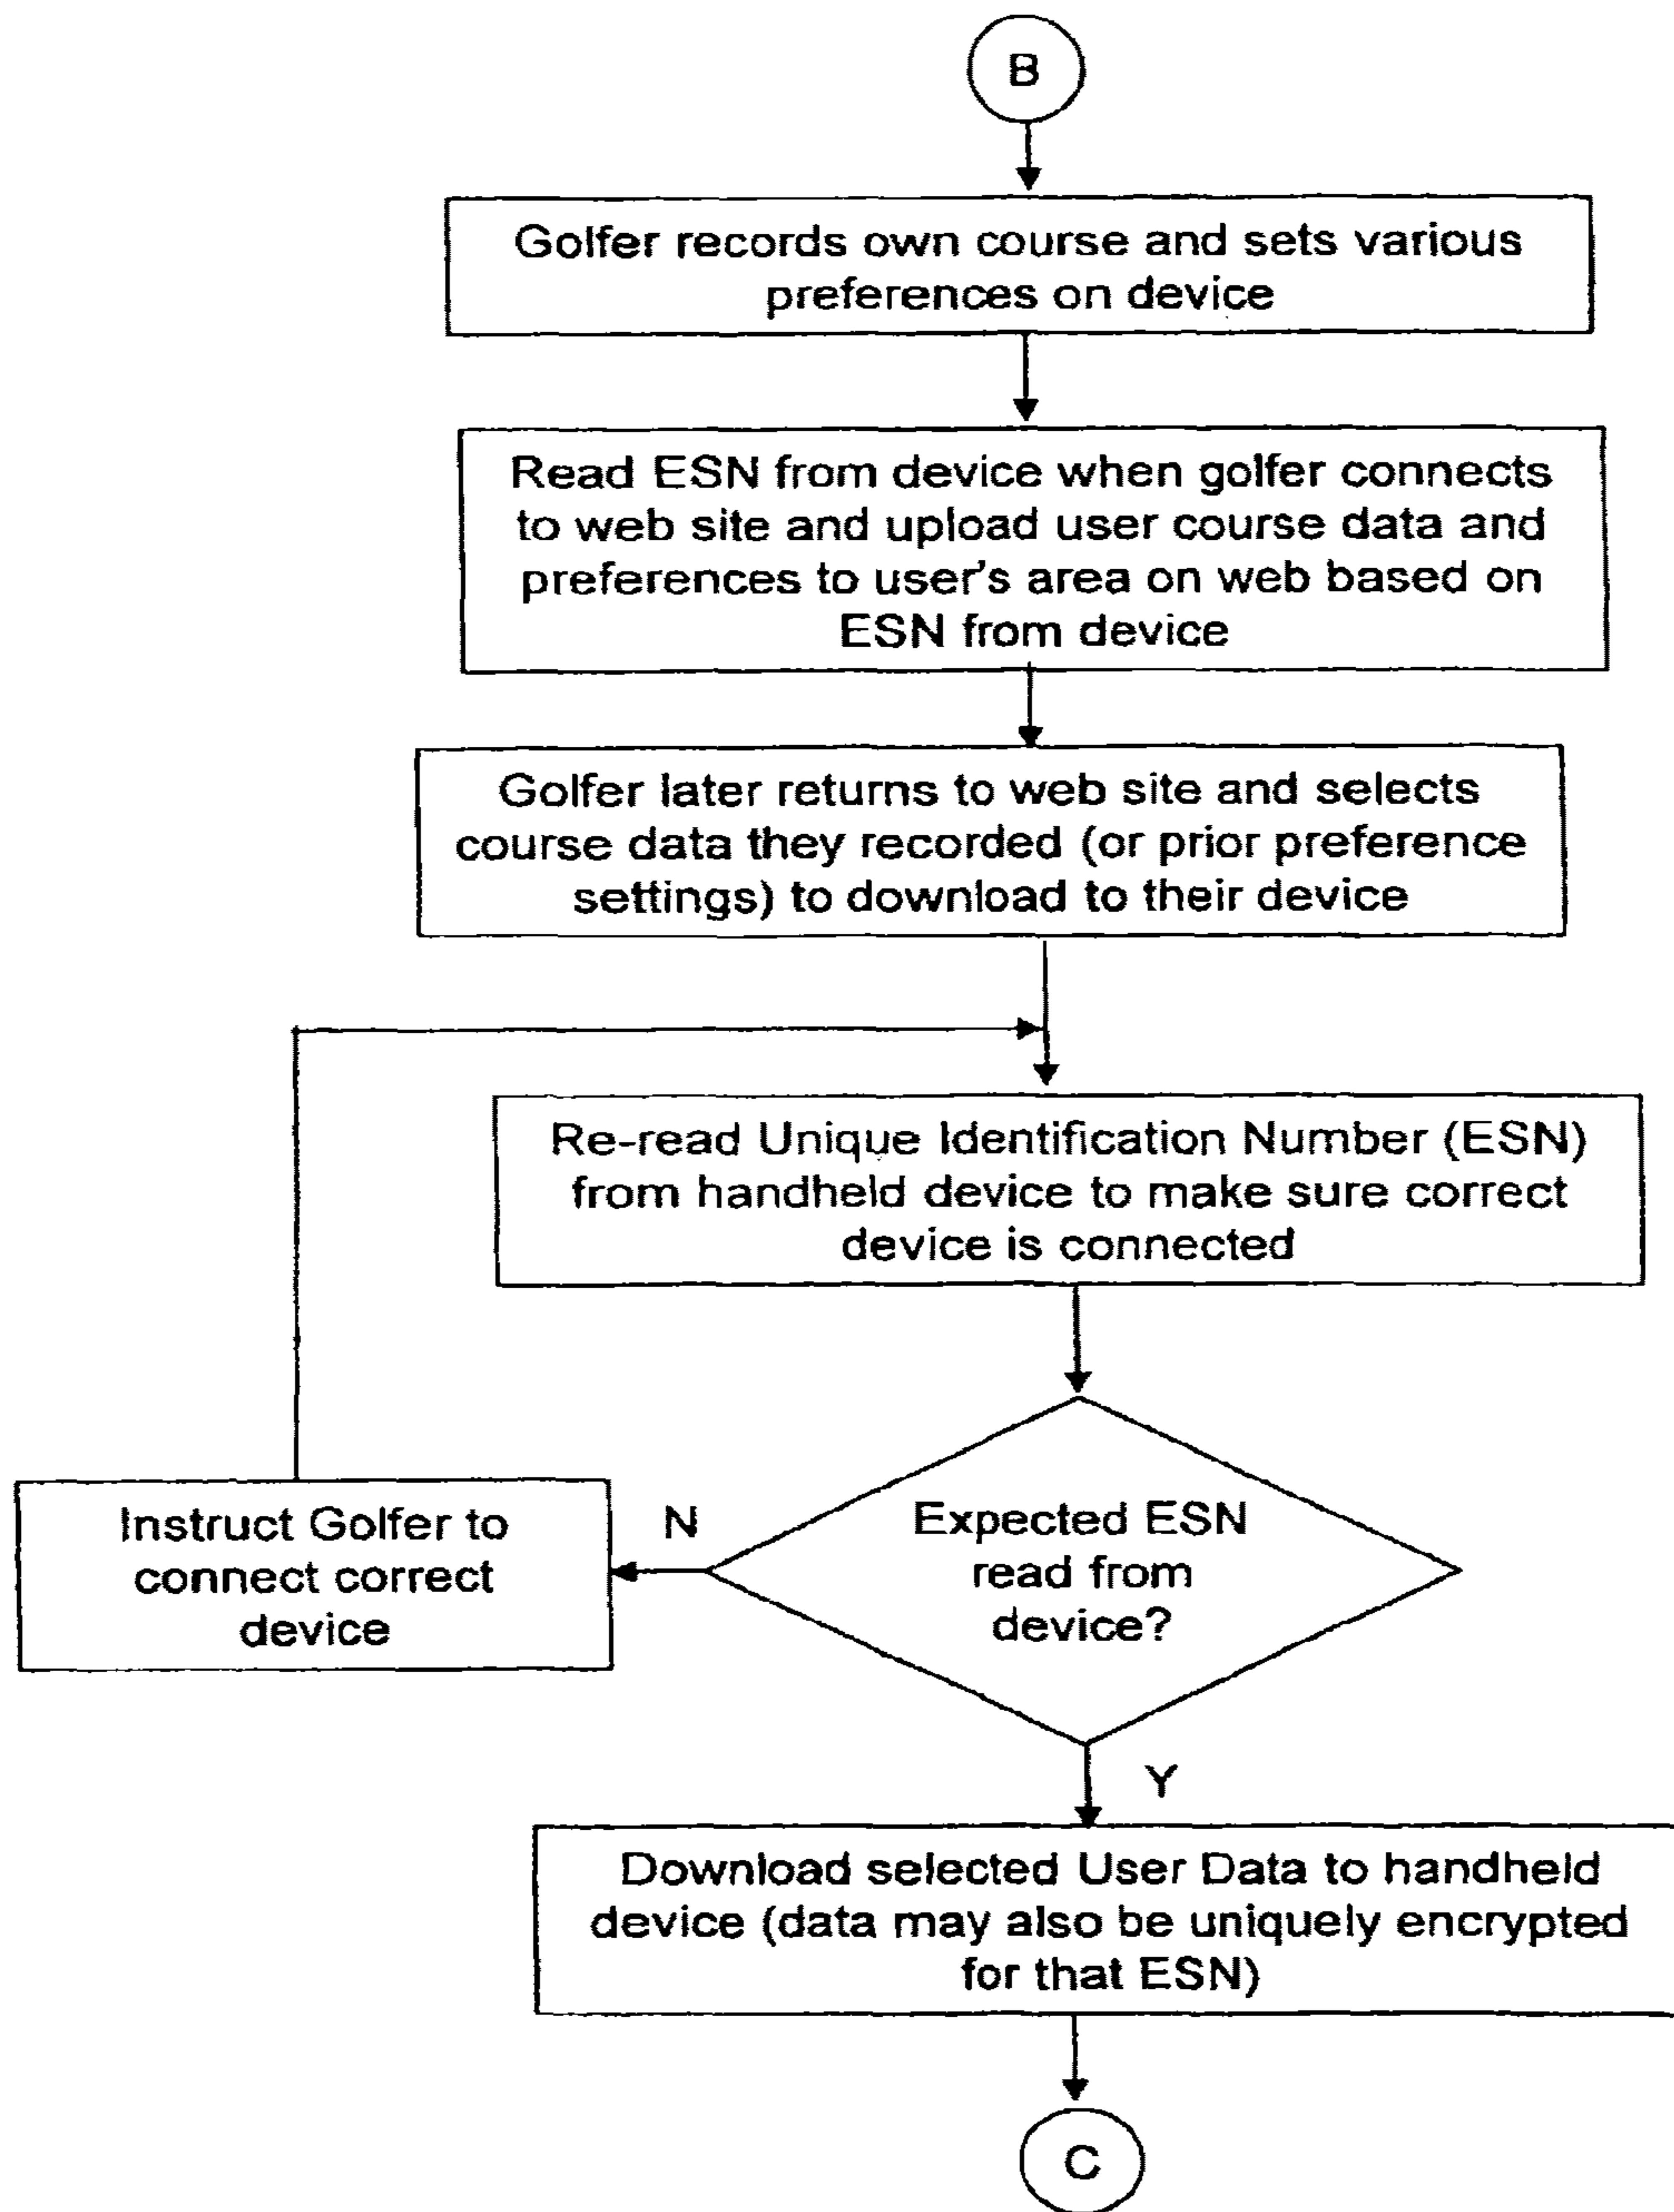 B
Golfer records own course and sets various
preferences on device
Read ESN from device when golfer connects
to web site and upload user course data and
preferences to user's area on web based on
ESN from device
Golfer later returns to web site and selects
course data they recorded (or prior preference
settings) to download to their device
Re-read Unique Identification Number (ESN)
from handheld device to make sure correct
device is connected
Expected ESN
read from
device?
N
Instruct Golfer to
connect correct
device
Y
Download selected User Data to handheld
device (data may also be uniquely encrypted
for that ESN)
C